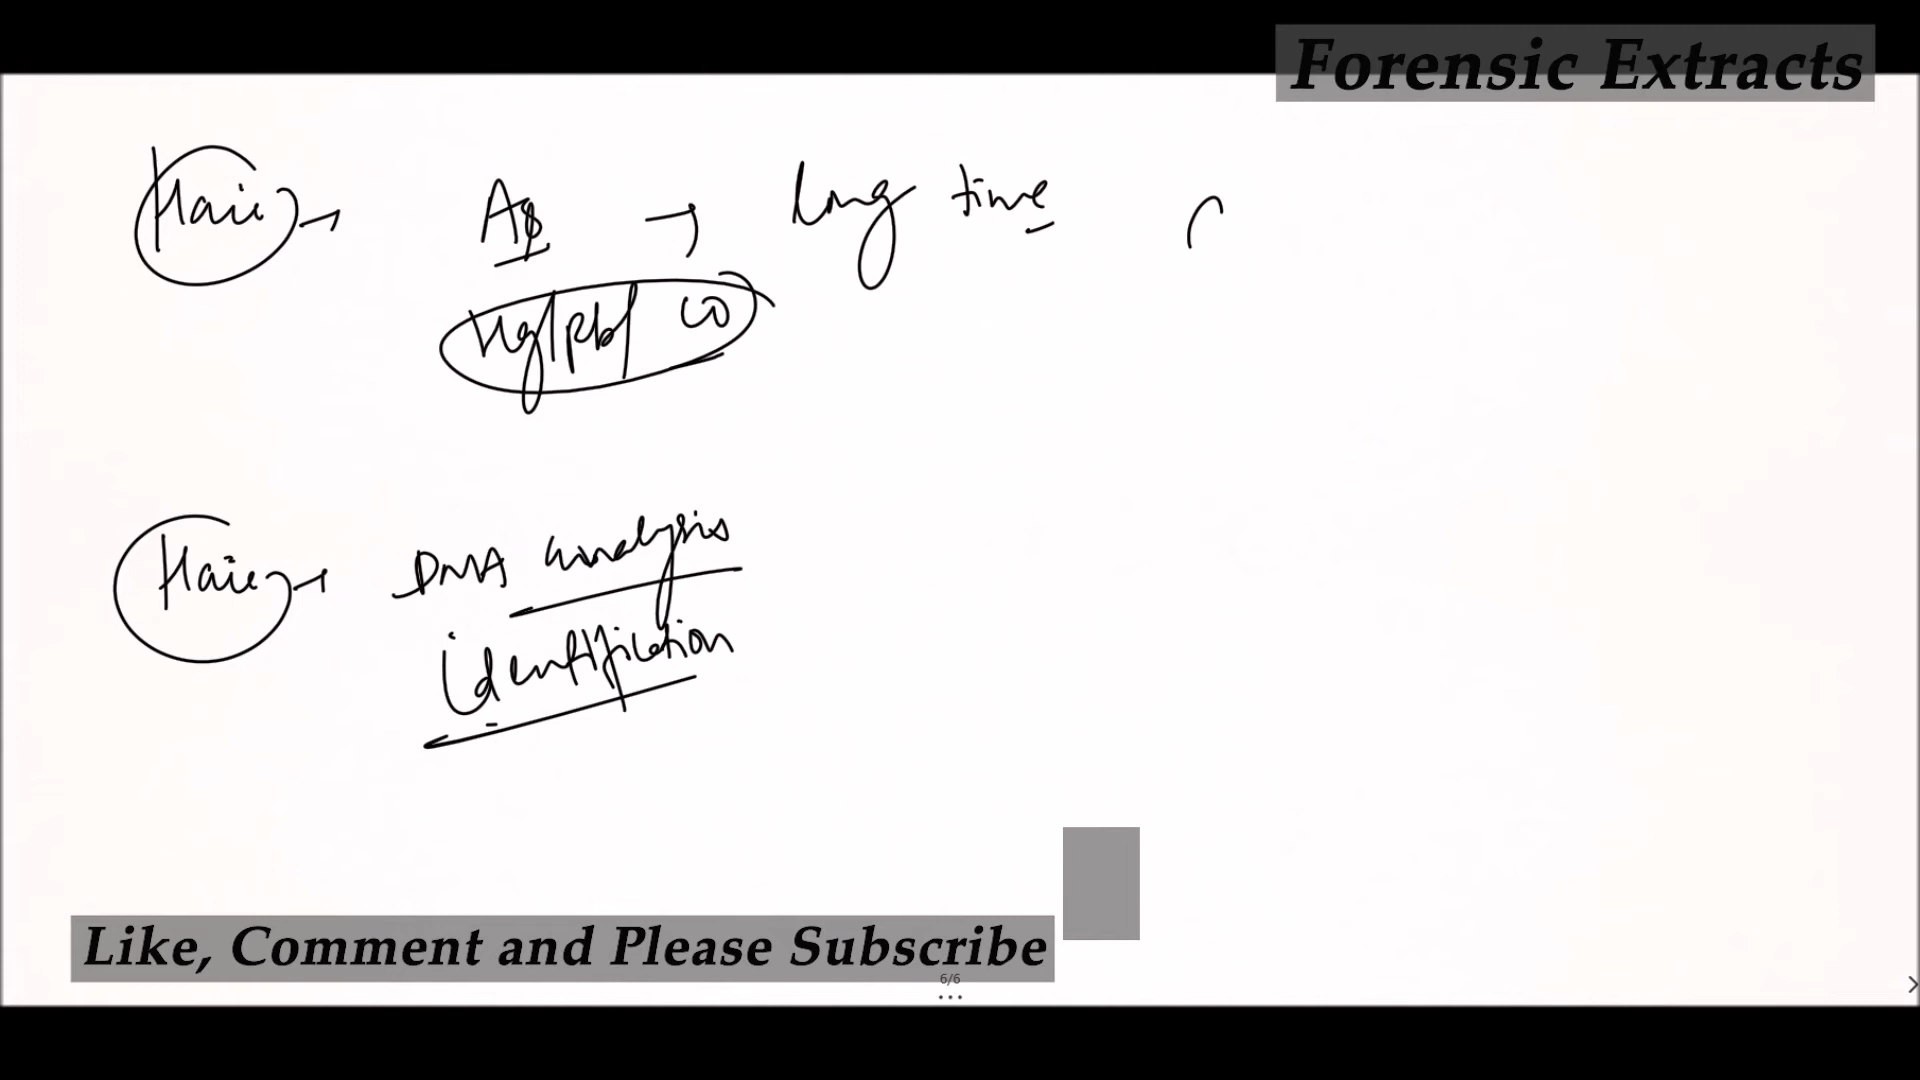 Forensic Extracts
Hair → As → long time
Hg/Pb/ CO
Hair → DNA analysis
identification
Like, Comment and Please Subscribe
6/6